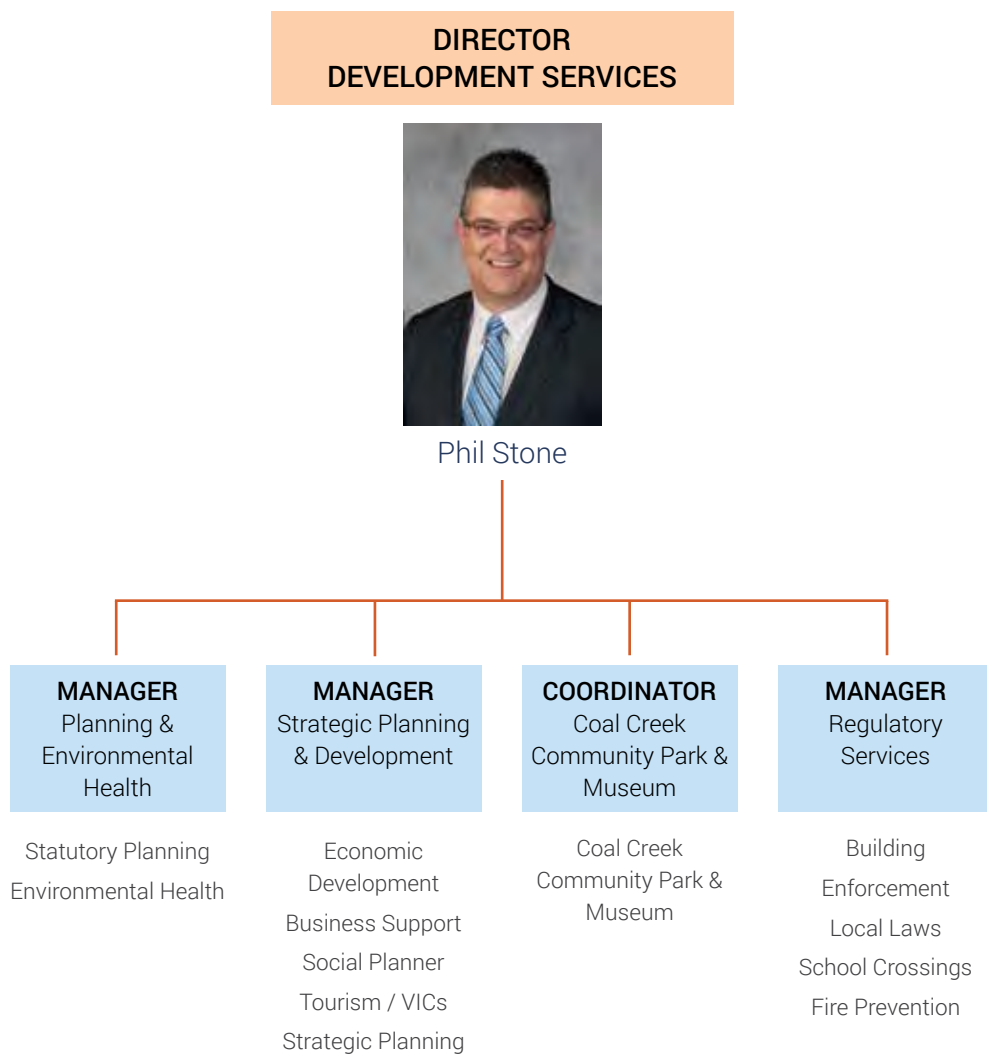 DIRECTOR
DEVELOPMENT SERVICES
Phil Stone
MANAGER
Planning &
Environmental
Health
Statutory Planning
Environmental Health
MANAGER
Strategic Planning
& Development
Economic
Development
Business Support
Social Planner
Tourism / VICs
Strategic Planning
COORDINATOR
Coal Creek
Community Park &
Museum
Coal Creek
Community Park &
Museum
MANAGER
Regulatory
Services
Building
Enforcement
Local Laws
School Crossings
Fire Prevention